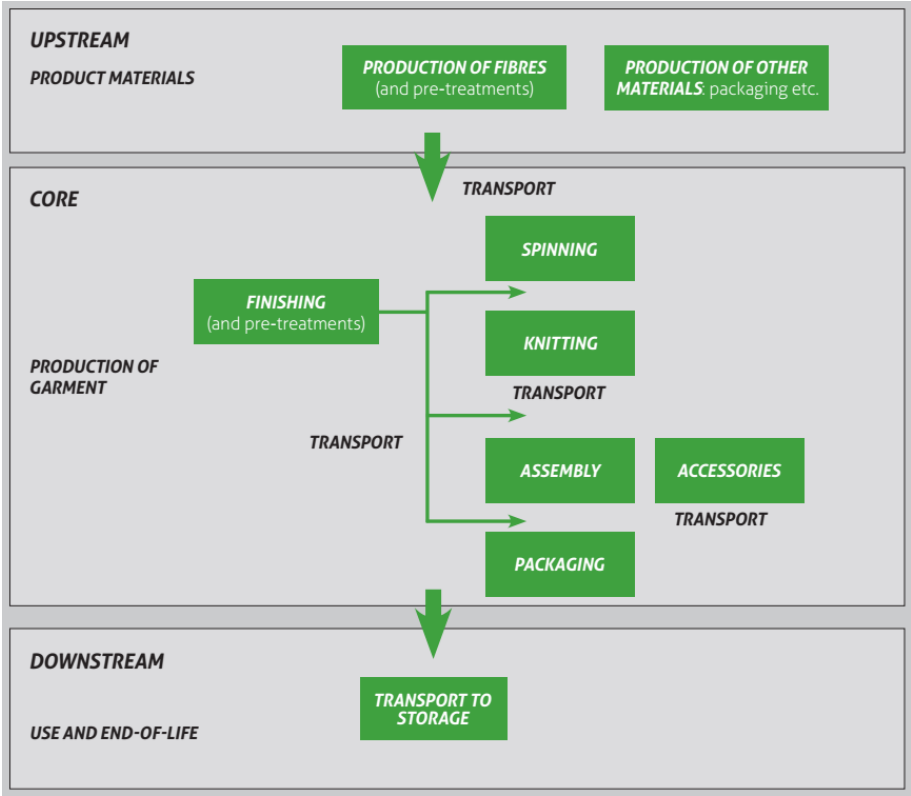 UPSTREAM
PRODUCT MATERIALS
PRODUCTION OF FIBRES
(and pre-treatments)
PRODUCTION OF OTHER
MATERIALS: packaging etc.
CORE
TRANSPORT
SPINNING
FINISHING
(and pre-treatments)
KNITTING
PRODUCTION OF
GARMENT
TRANSPORT
TRANSPORT
ASSEMBLY
ACCESSORIES
TRANSPORT
PACKAGING
DOWNSTREAM
TRANSPORT TO
STORAGE
USE AND END-OF-LIFE